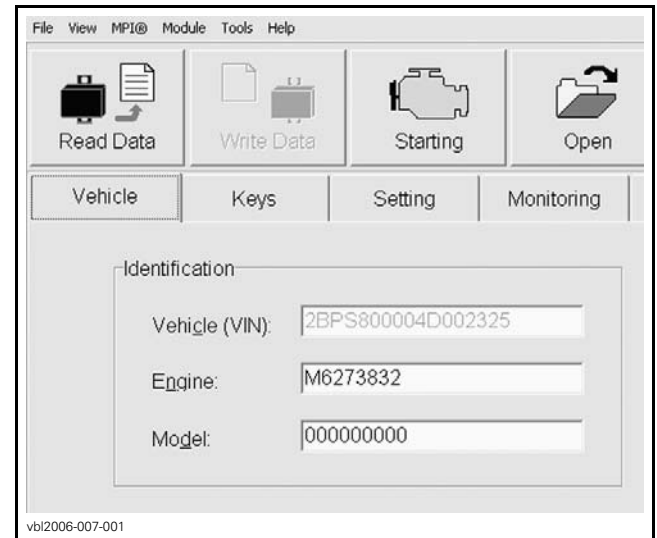 File View MPI® Module Tools Help
Read Data Write Data Starting Open
Vehicle Keys Setting Monitoring
Identification
Vehicle (VIN): 2BPS800004D002325
Engine: M6273832
Model: 000000000
vbl2006-007-001